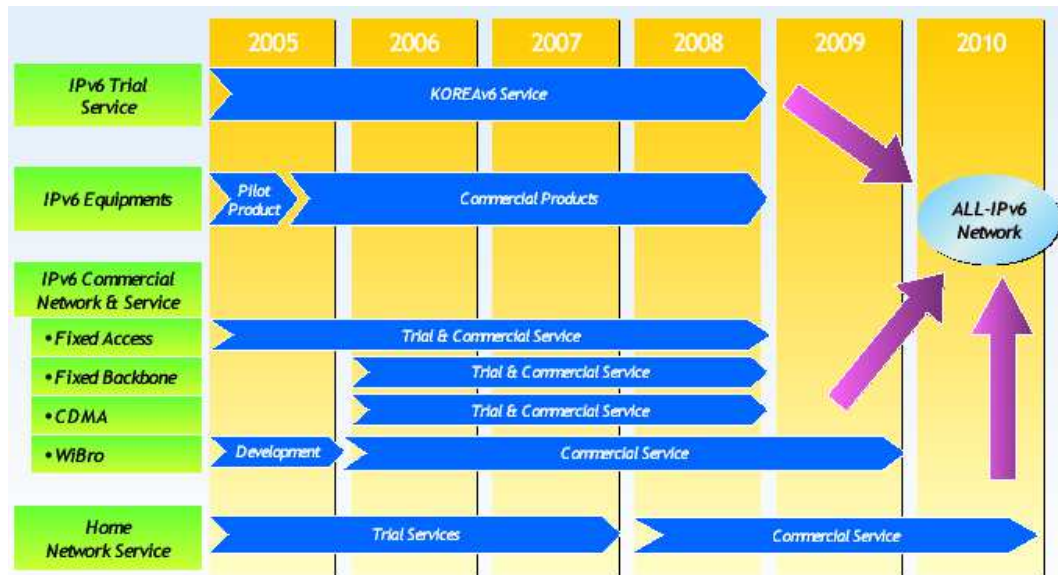 2005 2006 2007 2008 2009 2010
IPv6 Trial
Service
KOREAv6 Service
IPv6 Equipments
Pilot
Product
Commercial Products
ALL-IPv6
Network
IPv6 Commercial
Network & Service
• Fixed Access
Trial & Commercial Service
• Fixed Backbone
Trial & Commercial Service
• CDMA
Trial & Commercial Service
• WiBro
Development
Commercial Service
Home
Network Service
Trial Services
Commercial Service